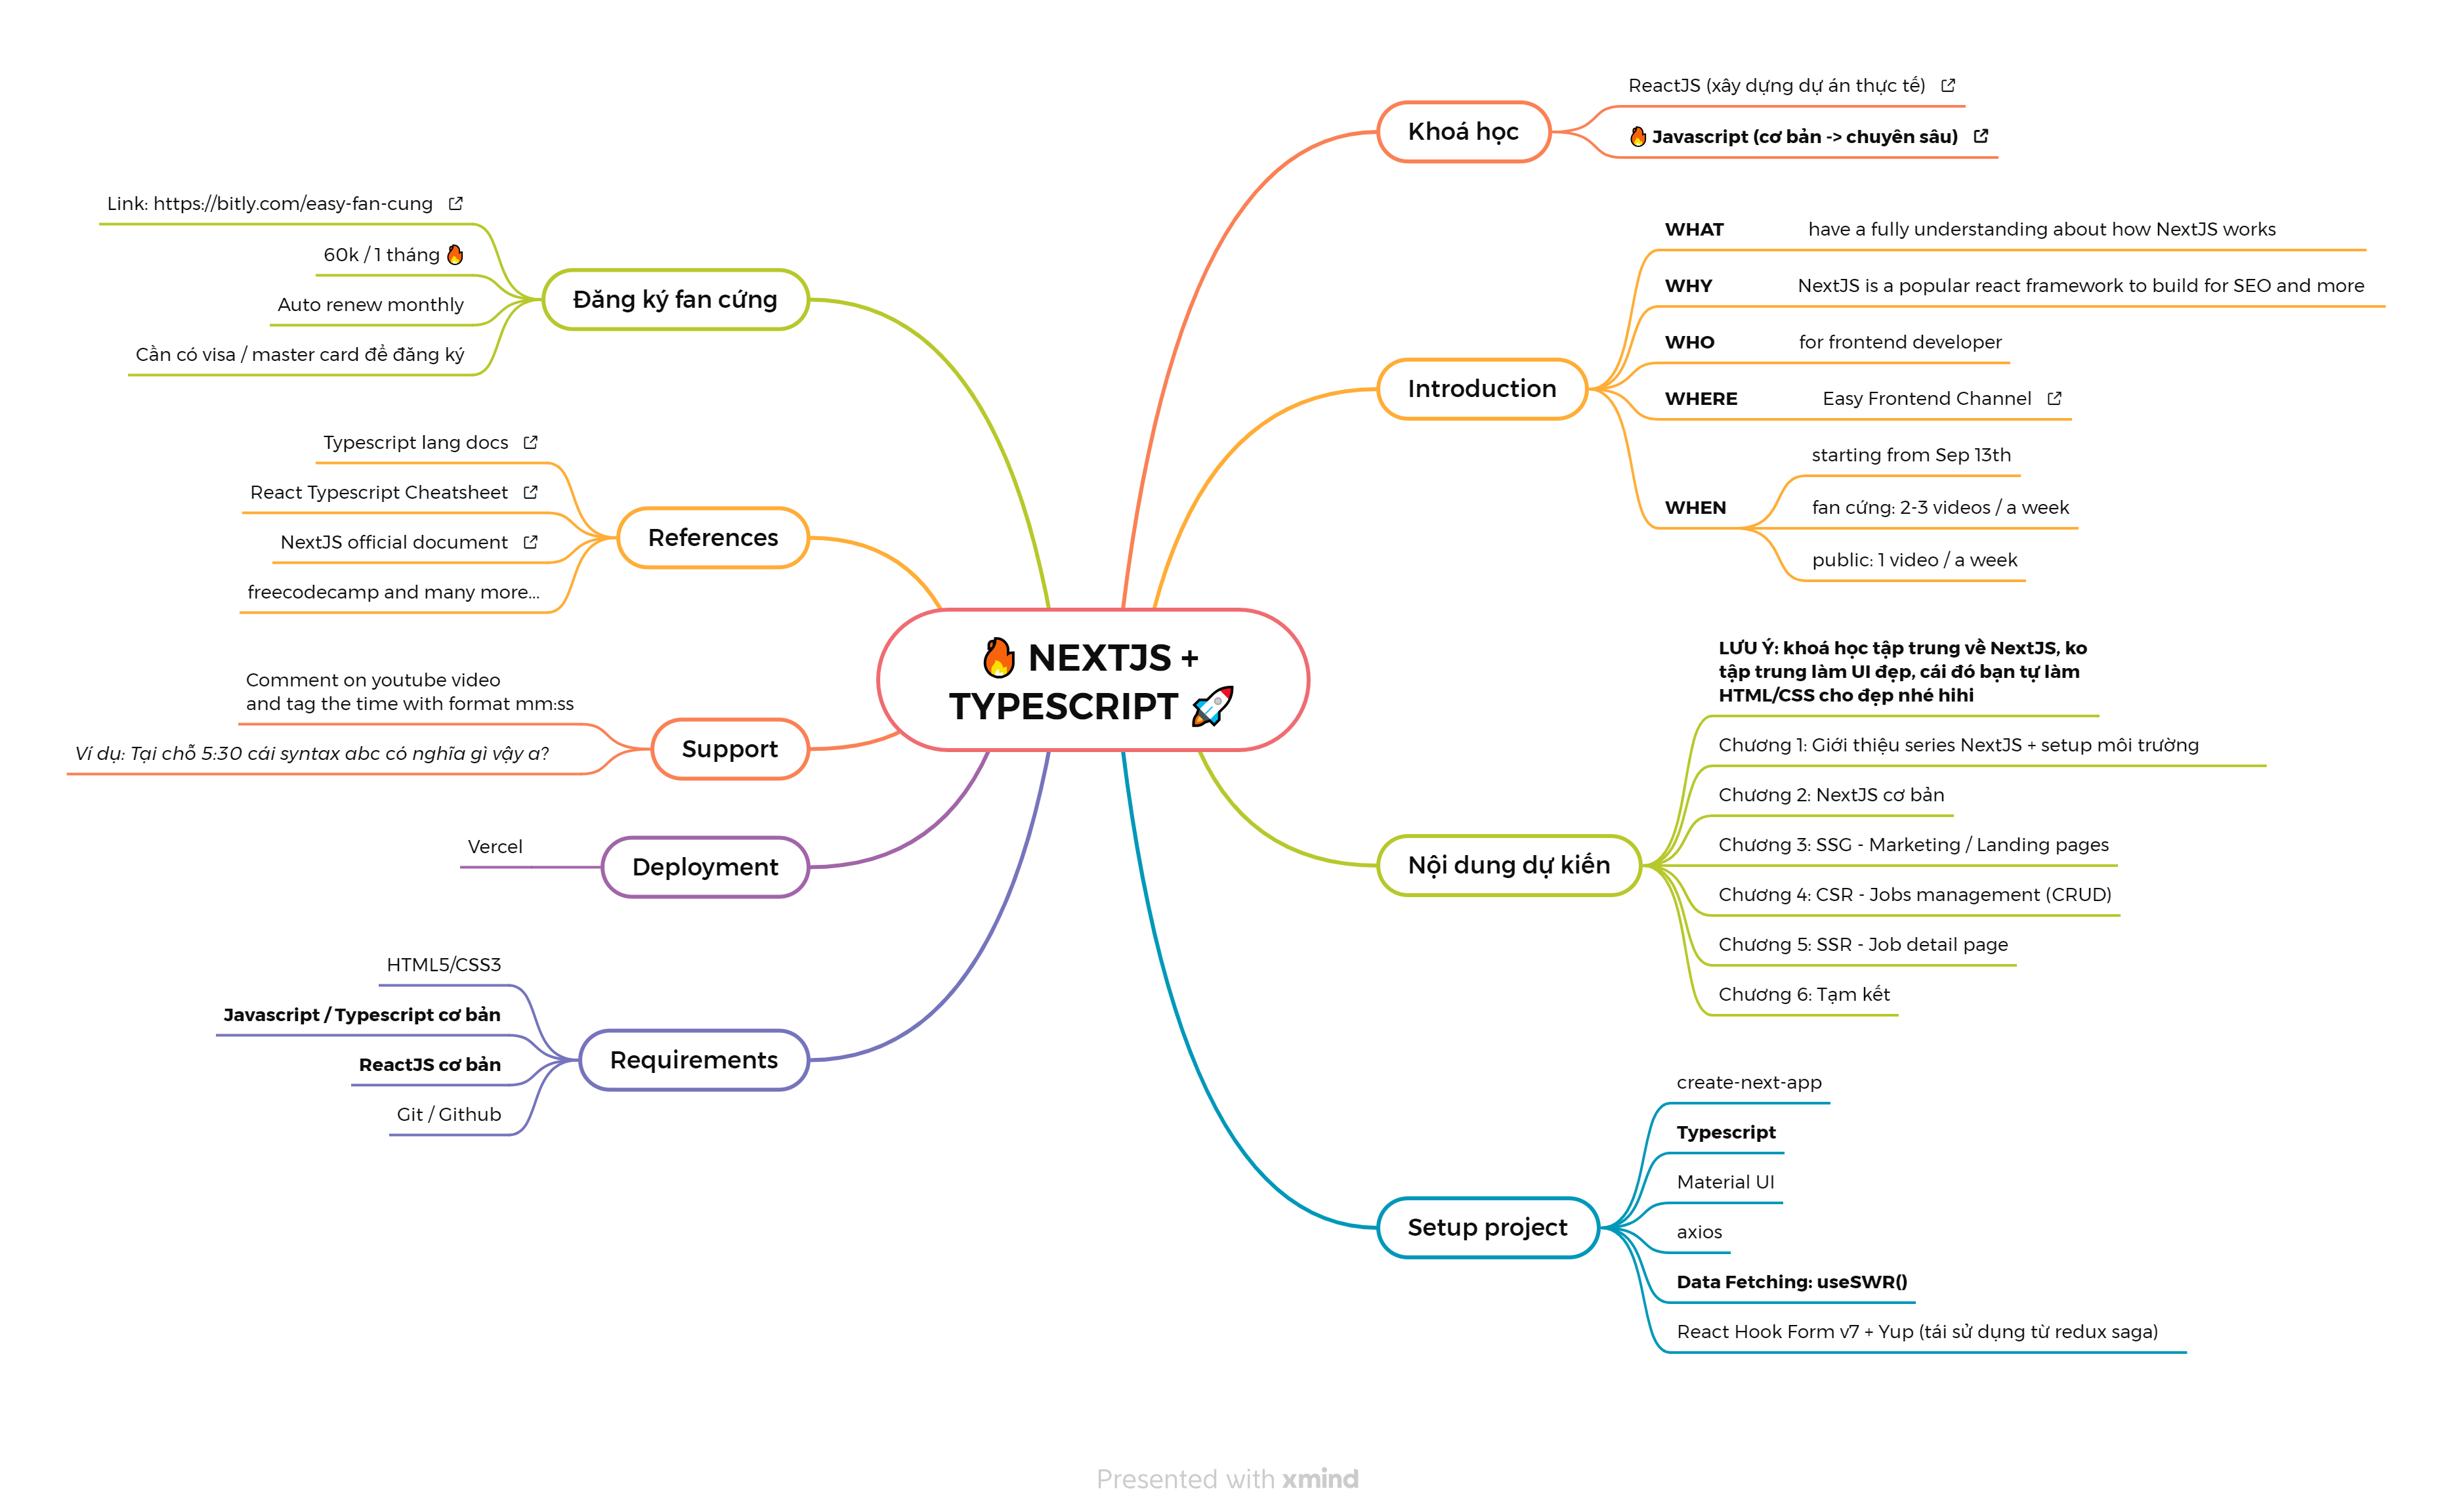 🔥 NEXTJS +
TYPESCRIPT 🚀
Khoá học
ReactJS (xây dựng dự án thực tế)
🔥 Javascript (cơ bản -> chuyên sâu)
Introduction
WHAT have a fully understanding about how NextJS works
WHY NextJS is a popular react framework to build for SEO and more
WHO for frontend developer
WHERE Easy Frontend Channel
WHEN
starting from Sep 13th
fan cứng: 2-3 videos / a week
public: 1 video / a week
Nội dung dự kiến
LƯU Ý: khoá học tập trung về NextJS, ko
tập trung làm UI đẹp, cái đó bạn tự làm
HTML/CSS cho đẹp nhé hihi
Chương 1: Giới thiệu series NextJS + setup môi trường
Chương 2: NextJS cơ bản
Chương 3: SSG - Marketing / Landing pages
Chương 4: CSR - Jobs management (CRUD)
Chương 5: SSR - Job detail page
Chương 6: Tạm kết
Setup project
create-next-app
Typescript
Material UI
axios
Data Fetching: useSWR()
React Hook Form v7 + Yup (tái sử dụng từ redux saga)
Đăng ký fan cứng
Link: https://bitly.com/easy-fan-cung
60k / 1 tháng 🔥
Auto renew monthly
Cần có visa / master card để đăng ký
References
Typescript lang docs
React Typescript Cheatsheet
NextJS official document
freecodecamp and many more...
Support
Comment on youtube video
and tag the time with format mm:ss
Ví dụ: Tại chỗ 5:30 cái syntax abc có nghĩa gì vậy a?
Deployment
Vercel
Requirements
HTML5/CSS3
Javascript / Typescript cơ bản
ReactJS cơ bản
Git / Github
Presented with xmind